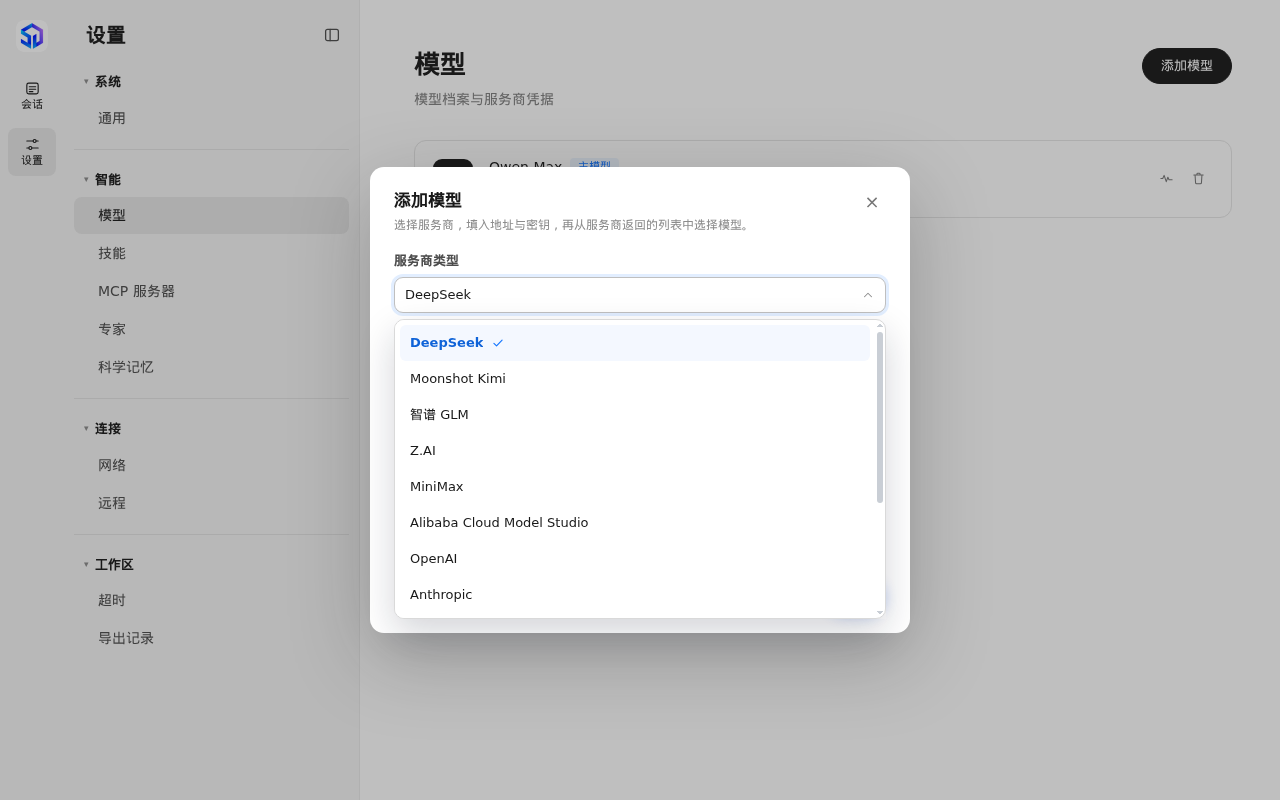 设置
会话
设置
系统
通用
智能
模型
技能
MCP 服务器
专家
科学记忆
连接
网络
远程
工作区
超时
导出记录
模型
添加模型
模型档案与服务商凭据
Qwen Max 主模型
添加模型
选择服务商，填入地址与密钥，再从服务商返回的列表中选择模型。
服务商类型
DeepSeek
DeepSeek
Moonshot Kimi
智谱 GLM
Z.AI
MiniMax
Alibaba Cloud Model Studio
OpenAI
Anthropic